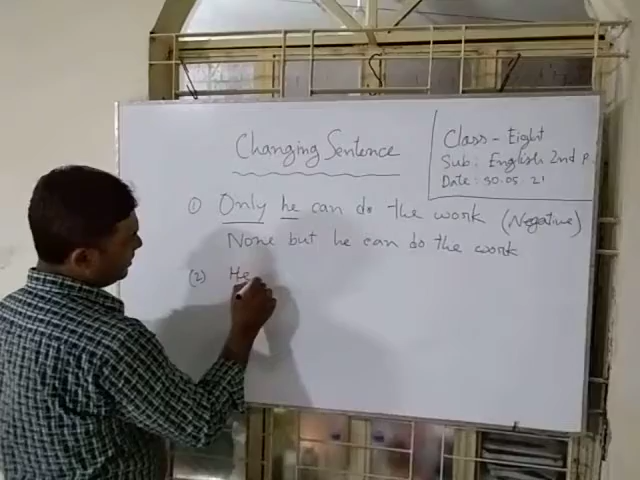 Changing Sentence
Class - Eight
Sub: English 2nd P.
Date: 30.05.21
① Only he can do the work (Negative)
None but he can do the work
(2) He